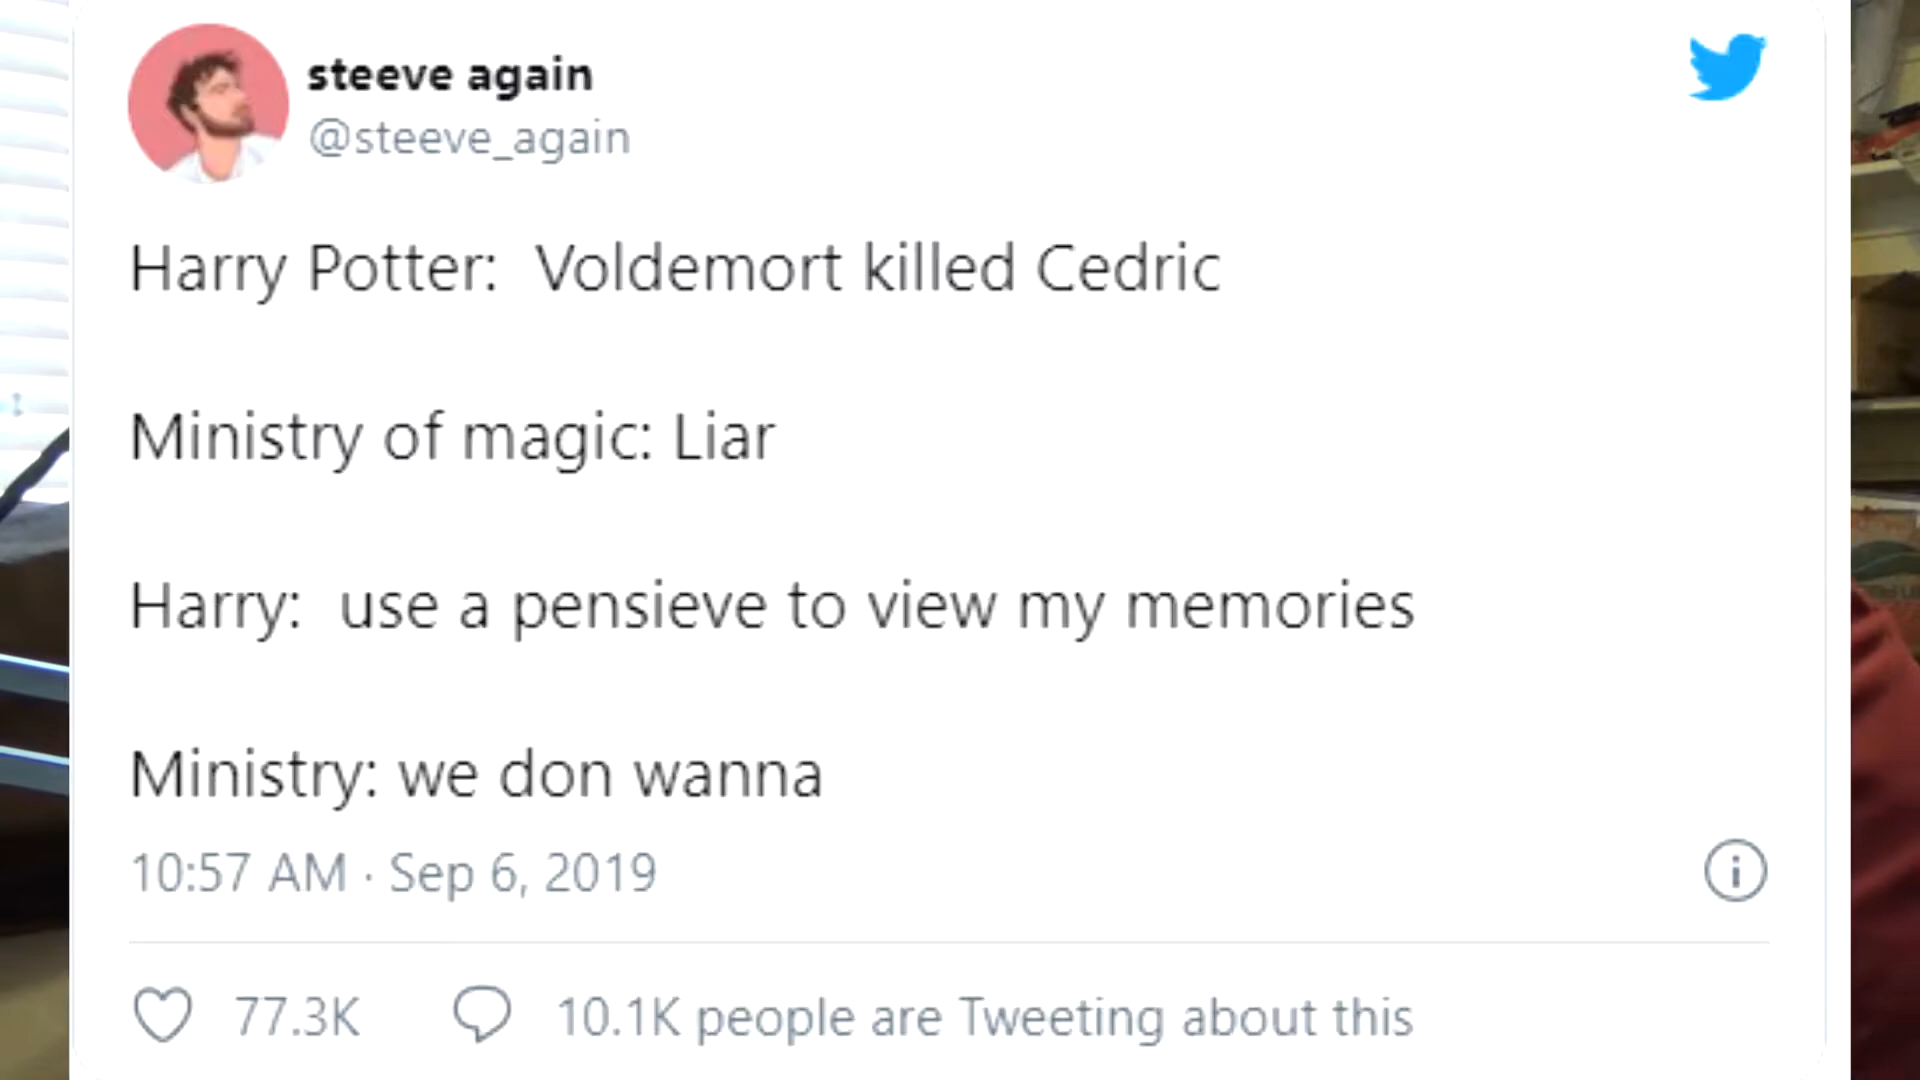 steeve again
@steeve_again
Harry Potter:  Voldemort killed Cedric
Ministry of magic: Liar
Harry:  use a pensieve to view my memories
Ministry: we don wanna
10:57 AM · Sep 6, 2019
77.3K
10.1K people are Tweeting about this